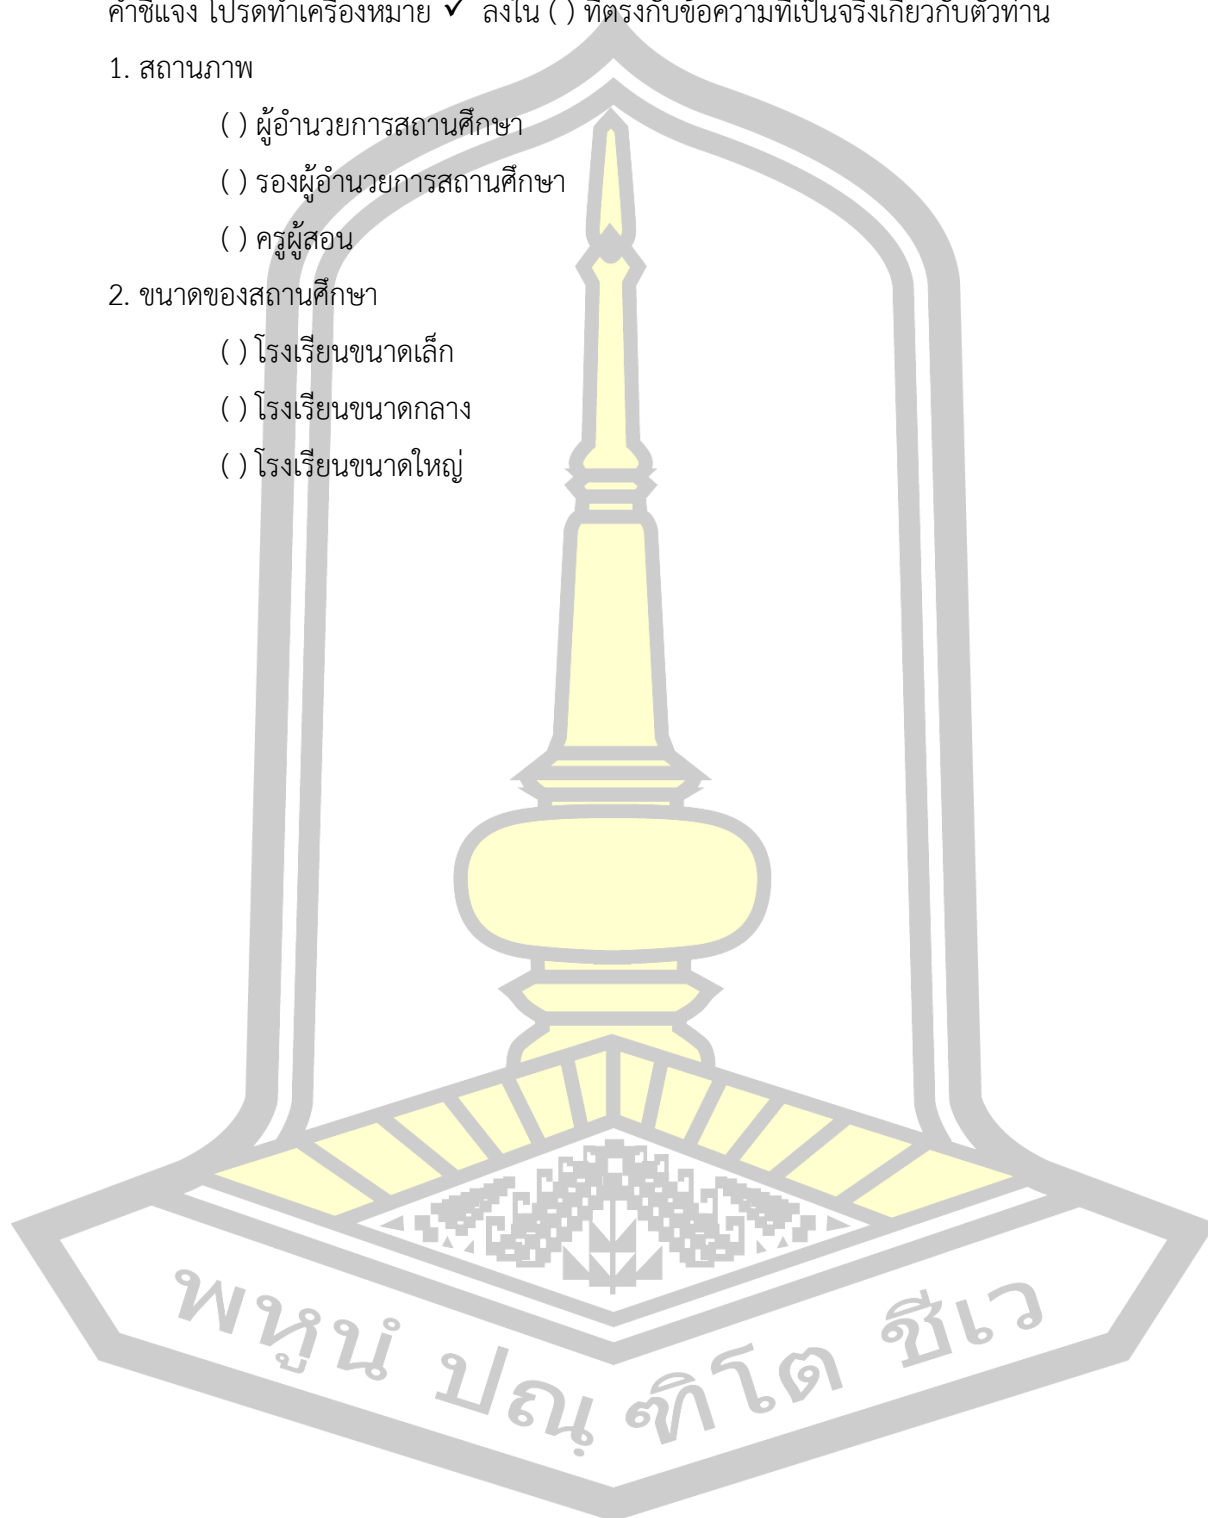 คำชี้แจง โปรดทำเครื่องหมาย ✓ ลงใน ( ) ที่ตรงกับข้อความที่เป็นจริงเกี่ยวกับตัวท่าน
1. สถานภาพ
( ) ผู้อำนวยการสถานศึกษา
( ) รองผู้อำนวยการสถานศึกษา
( ) ครูผู้สอน
2. ขนาดของสถานศึกษา
( ) โรงเรียนขนาดเล็ก
( ) โรงเรียนขนาดกลาง
( ) โรงเรียนขนาดใหญ่
พหูนํ ปณฺฑิโต ชีเว